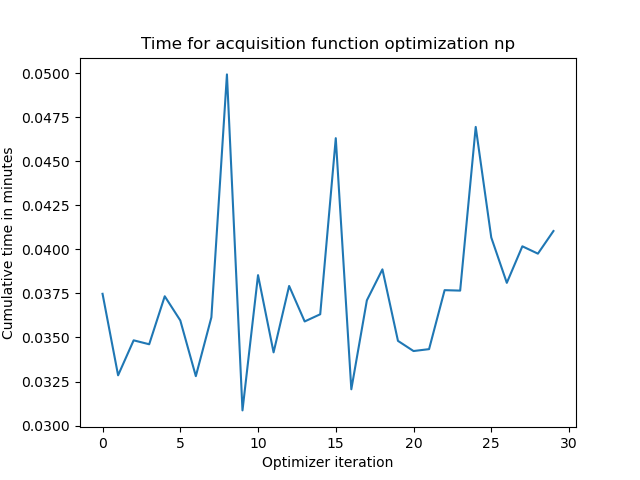 Time for acquisition function optimization np
0.0500
0.0475
0.0450
0.0425
0.0400
0.0375
0.0350
0.0325
0.0300
Cumulative time in minutes
0 5 10 15 20 25 30
Optimizer iteration